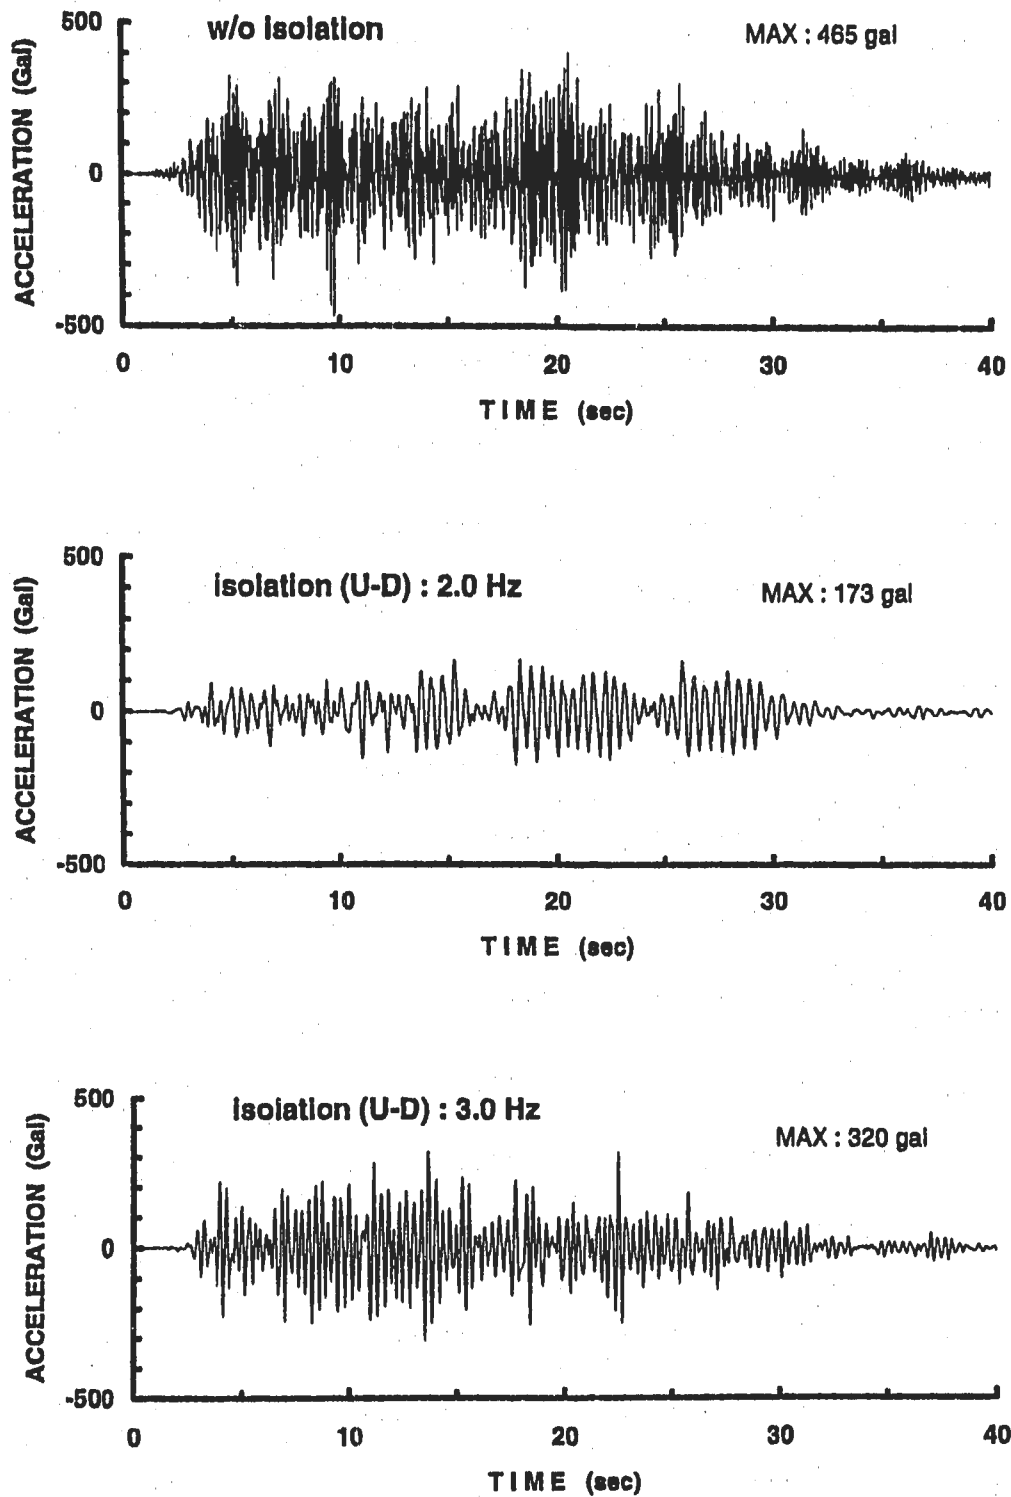 500
w/o isolation
MAX : 465 gal
ACCELERATION (Gal)
0
-500
0 10 20 30 40
TIME (sec)
500
isolation (U-D) : 2.0 Hz
MAX : 173 gal
ACCELERATION (Gal)
0
-500
0 10 20 30 40
TIME (sec)
500
isolation (U-D) : 3.0 Hz
MAX : 320 gal
ACCELERATION (Gal)
0
-500
0 10 20 30 40
TIME (sec)